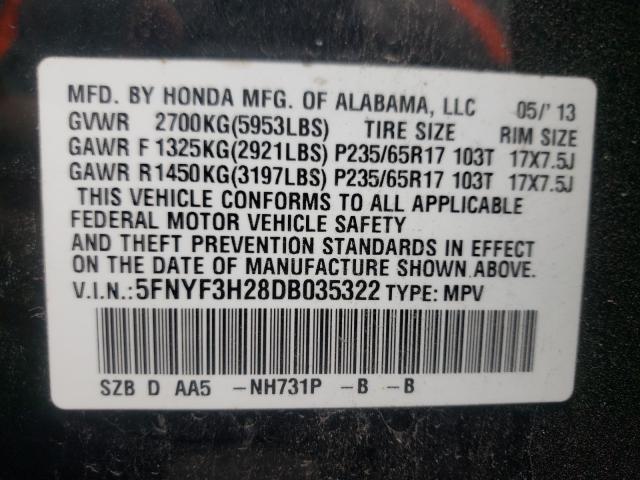 MFD. BY HONDA MFG. OF ALABAMA, LLC 05/' 13
GVWR 2700KG(5953LBS) TIRE SIZE RIM SIZE
GAWR F 1325KG(2921LBS) P235/65R17 103T 17X7.5J
GAWR R1450KG(3197LBS) P235/65R17 103T 17X7.5J
THIS VEHICLE CONFORMS TO ALL APPLICABLE
FEDERAL MOTOR VEHICLE SAFETY
AND THEFT PREVENTION STANDARDS IN EFFECT
ON THE DATE OF MANUFACTURE SHOWN ABOVE.
V.I.N.:5FNYF3H28DB035322 TYPE: MPV
SZB D AA5 -NH731P -B -B